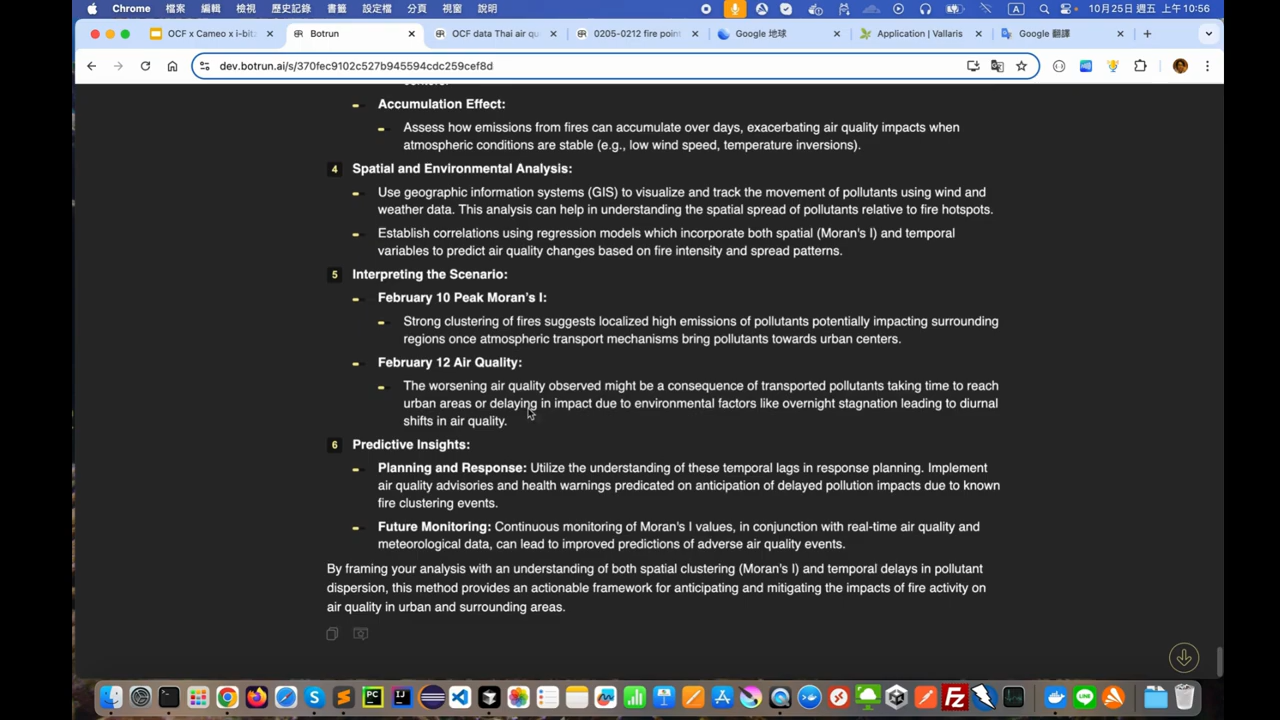 Chrome 檔案 編輯 檢視 歷史記錄 書籤 設定檔 分頁 視窗 說明 A 10月25日 週五 上午10:56
OCF x Cameo x i-bit Botrun OCF data Thai air qu 0205-0212 fire poin Google 地球 Application | Vallaris Google 翻譯
dev.botrun.ai/s/370fec9102c527b945594cdc259cef8d
Accumulation Effect:
Assess how emissions from fires can accumulate over days, exacerbating air quality impacts when
atmospheric conditions are stable (e.g., low wind speed, temperature inversions).
4 Spatial and Environmental Analysis:
Use geographic information systems (GIS) to visualize and track the movement of pollutants using wind and
weather data. This analysis can help in understanding the spatial spread of pollutants relative to fire hotspots.
Establish correlations using regression models which incorporate both spatial (Moran's I) and temporal
variables to predict air quality changes based on fire intensity and spread patterns.
5 Interpreting the Scenario:
February 10 Peak Moran's I:
Strong clustering of fires suggests localized high emissions of pollutants potentially impacting surrounding
regions once atmospheric transport mechanisms bring pollutants towards urban centers.
February 12 Air Quality:
The worsening air quality observed might be a consequence of transported pollutants taking time to reach
urban areas or delaying in impact due to environmental factors like overnight stagnation leading to diurnal
shifts in air quality.
6 Predictive Insights:
Planning and Response: Utilize the understanding of these temporal lags in response planning. Implement
air quality advisories and health warnings predicated on anticipation of delayed pollution impacts due to known
fire clustering events.
Future Monitoring: Continuous monitoring of Moran's I values, in conjunction with real-time air quality and
meteorological data, can lead to improved predictions of adverse air quality events.
By framing your analysis with an understanding of both spatial clustering (Moran's I) and temporal delays in pollutant
dispersion, this method provides an actionable framework for anticipating and mitigating the impacts of fire activity on
air quality in urban and surrounding areas.